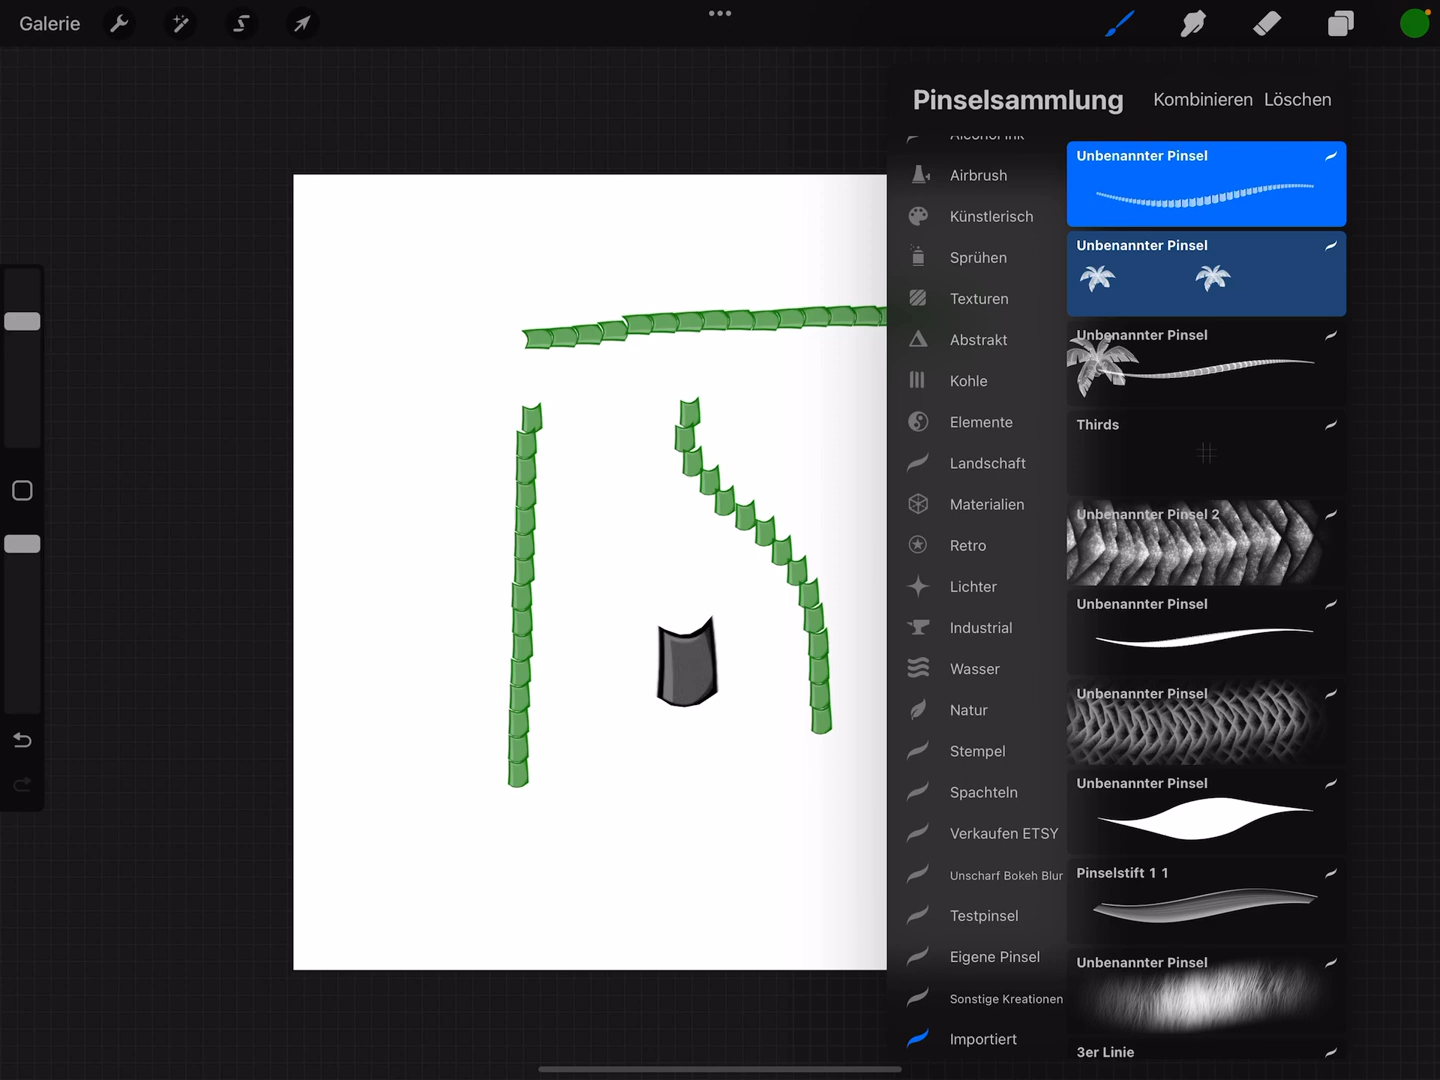 Galerie
Pinselsammlung
Kombinieren
Löschen
Alcohol Ink
Airbrush
Künstlerisch
Sprühen
Texturen
Abstrakt
Kohle
Elemente
Landschaft
Materialien
Retro
Lichter
Industrial
Wasser
Natur
Stempel
Spachteln
Verkaufen ETSY
Unscharf Bokeh Blur
Testpinsel
Eigene Pinsel
Sonstige Kreationen
Importiert
Unbenannter Pinsel
Unbenannter Pinsel
Unbenannter Pinsel
Thirds
Unbenannter Pinsel 2
Unbenannter Pinsel
Unbenannter Pinsel
Unbenannter Pinsel
Pinselstift 1 1
Unbenannter Pinsel
3er Linie